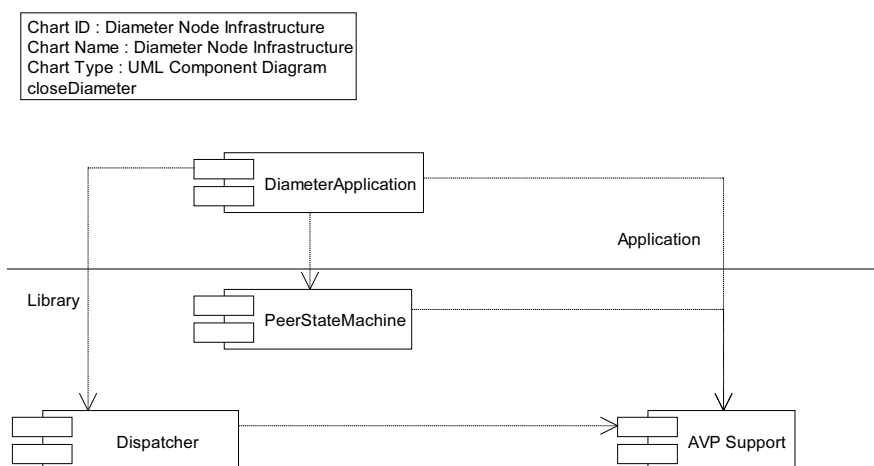 Chart ID : Diameter Node Infrastructure
Chart Name : Diameter Node Infrastructure
Chart Type : UML Component Diagram
closeDiameter
DiameterApplication
Application
Library
PeerStateMachine
Dispatcher
AVP Support